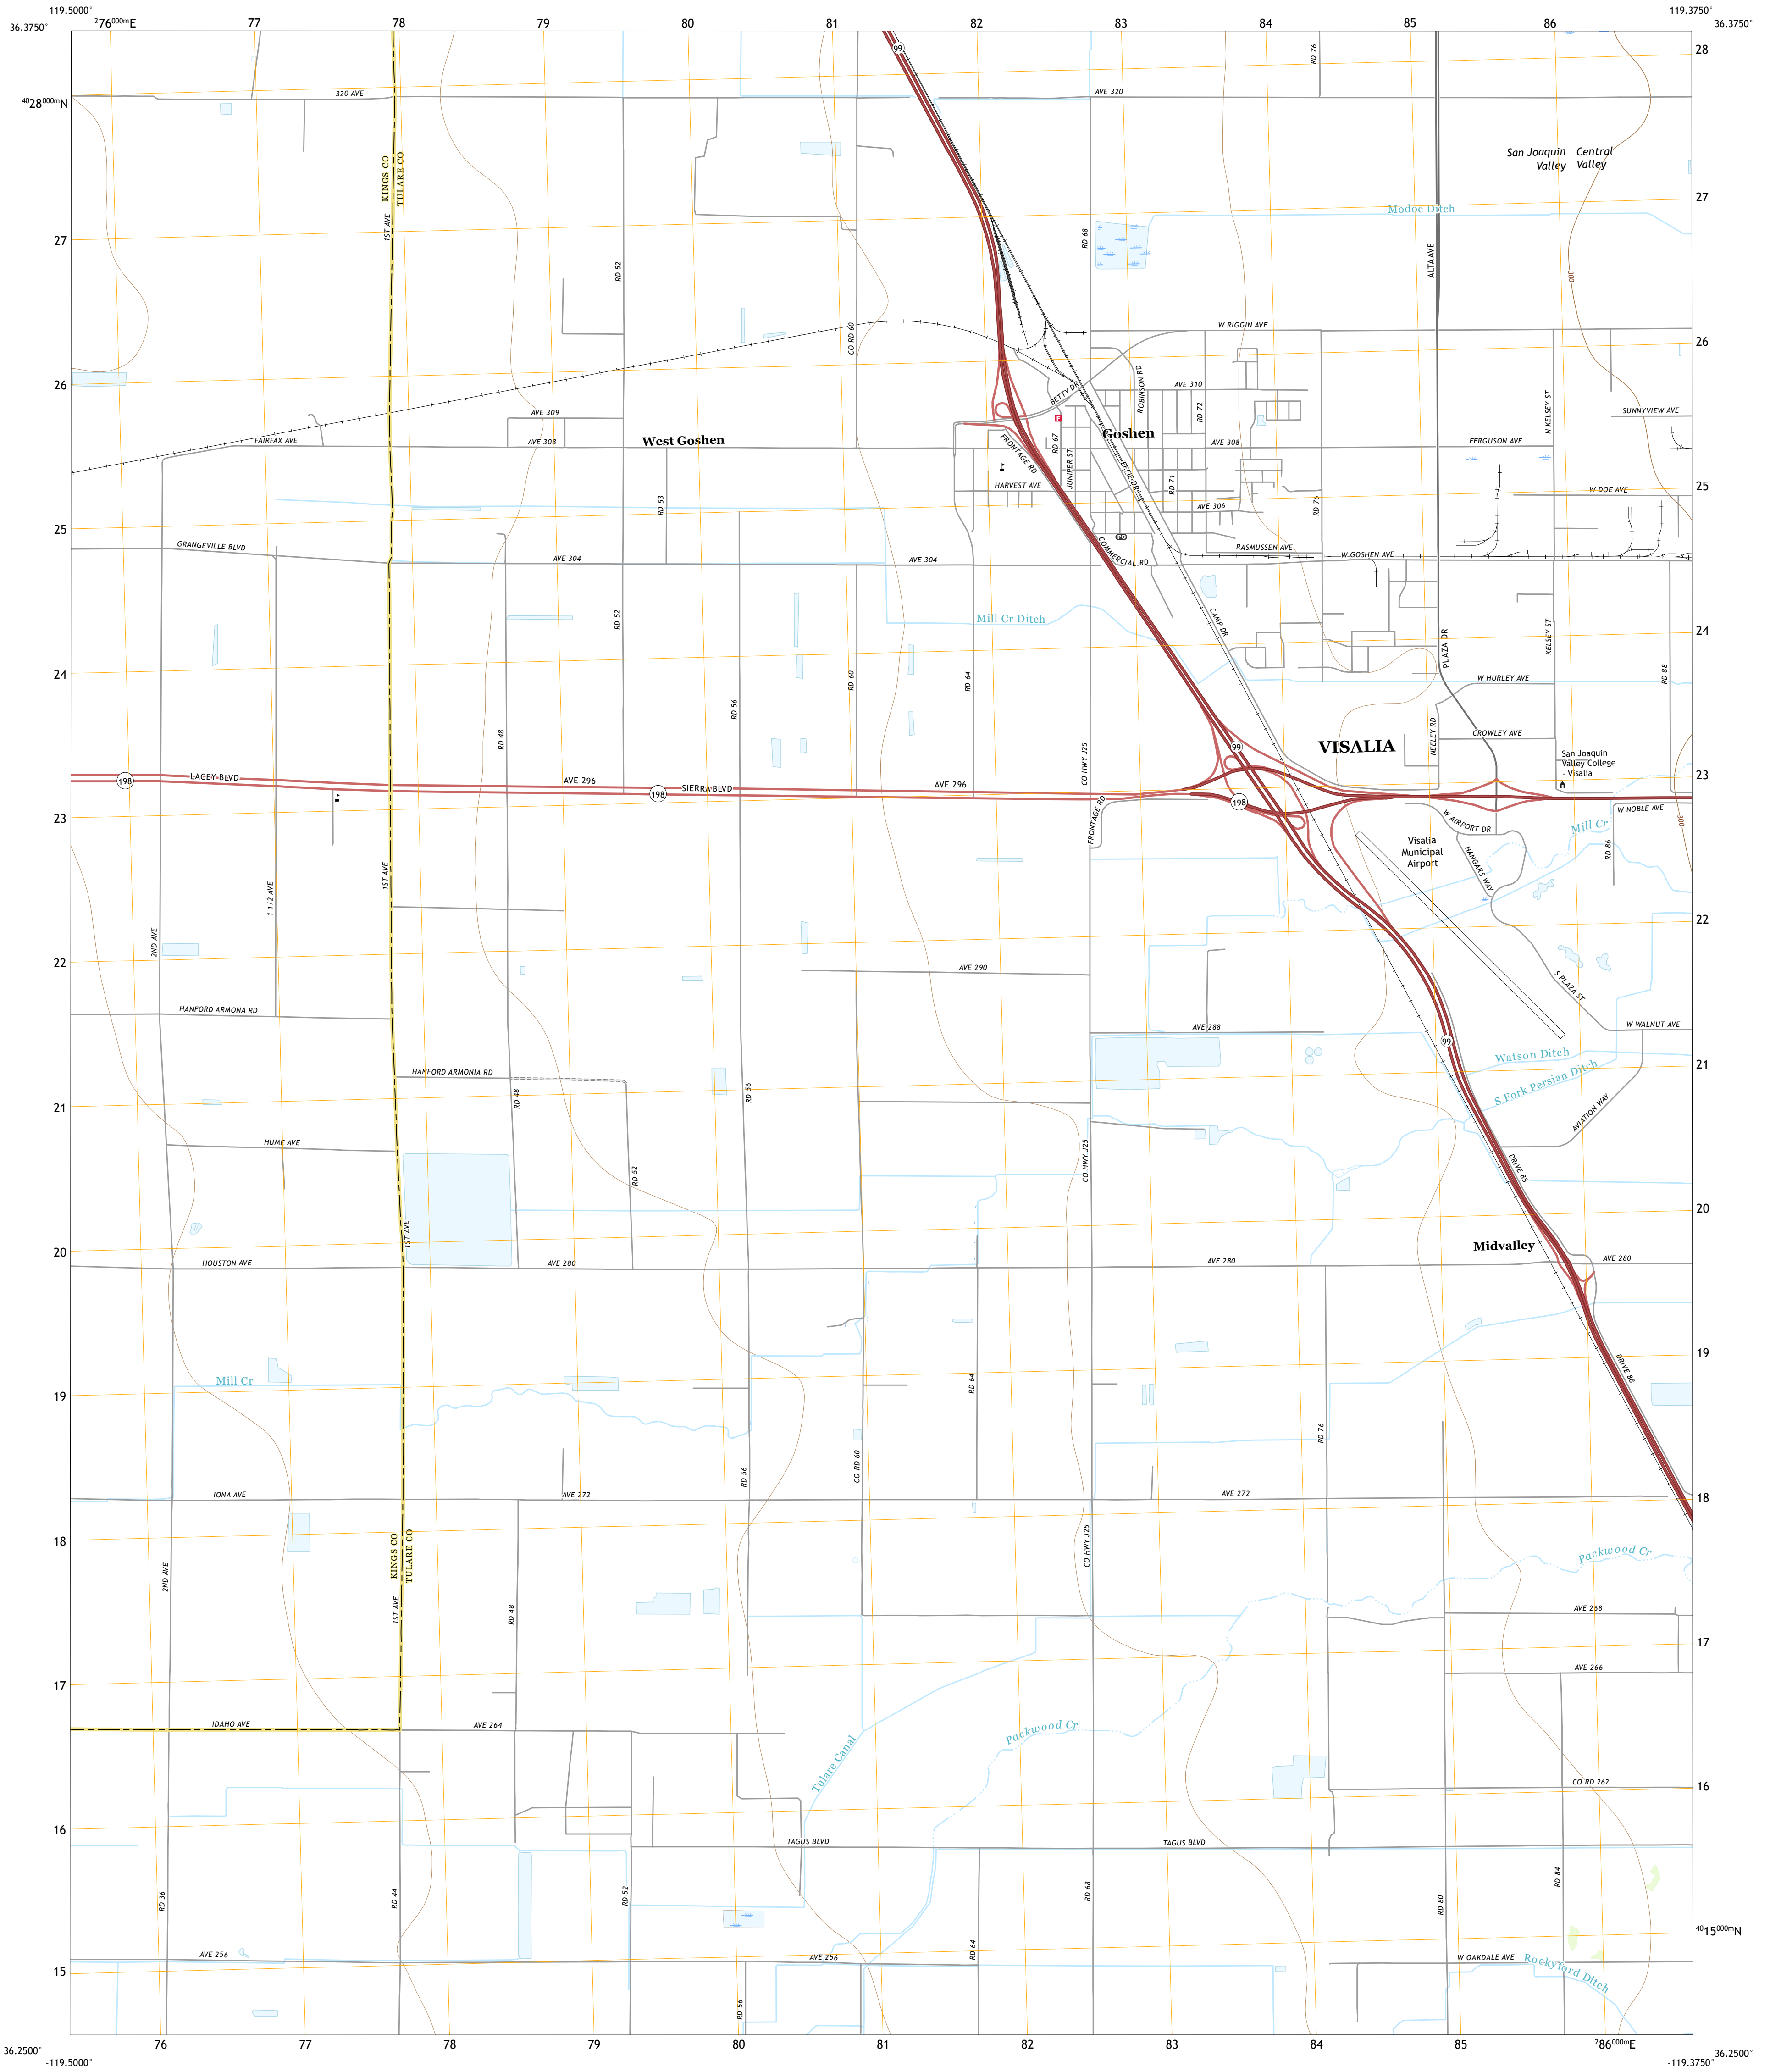 -119.5000°
-119.3750°
36.3750°
276000mE
77
78
79
80
81
82
83
84
85
86
36.3750°
99
RD 76
28
4028000mN
320 AVE
AVE 320
KINGS CO
TULARE CO
San Joaquin
Valley
Central
Valley
27
1ST AVE
Modoc Ditch
27
RD 68
RD 52
ALTA AVE
300
CO RD 60
W RIGGIN AVE
26
26
BETTY DR
ROBINSON RD
AVE 310
RD 72
N KELSEY ST
SUNNYVIEW AVE
AVE 309
F
FAIRFAX AVE
AVE 308
West Goshen
FRONTAGE RD
RD 67
Goshen
AVE 308
FERGUSON AVE
JUNIPER ST
EFFIE DR
RD 71
HARVEST AVE
W DOE AVE
25
RD 53
AVE 306
RD 76
25
PO
GRANGEVILLE BLVD
AVE 304
AVE 304
COMMERCIAL RD
RASMUSSEN AVE
W GOSHEN AVE
RD 52
Mill Cr Ditch
CAMP DR
PLAZA DR
KELSEY ST
24
24
RD 60
RD 64
RD 88
W HURLEY AVE
RD 56
RD 48
CO HWY J25
99
VISALIA
NEELEY RD
CROWLEY AVE
San Joaquin
Valley College
- Visalia
198
LACEY BLVD
AVE 296
198
SIERRA BLVD
AVE 296
23
23
FRONTAGE RD
198
W AIRPORT DR
W NOBLE AVE
300
Mill Cr
Visalia
Municipal
Airport
HANGARS WAY
RD 86
1ST AVE
1 1/2 AVE
2ND AVE
22
22
AVE 290
S PLAZA ST
HANFORD ARMONA RD
AVE 288
99
W WALNUT AVE
Watson Ditch
21
HANFORD ARMONIA RD
RD 48
RD 56
S Fork Persian Ditch
AVIATION WAY
21
HUME AVE
RD 52
CO HWY J25
DRIVE 85
20
1ST AVE
Midvalley
20
HOUSTON AVE
AVE 280
AVE 280
AVE 280
19
Mill Cr
RD 64
DRIVE 88
19
RD 76
RD 56
CO RD 60
IONA AVE
AVE 272
AVE 272
18
18
KINGS CO
TULARE CO
CO HWY J25
Packwood Cr
2ND AVE
1ST AVE
RD 48
AVE 268
17
AVE 266
17
IDAHO AVE
AVE 264
Packwood Cr
Tulare Canal
CO RD 262
16
16
TAGUS BLVD
TAGUS BLVD
RD 36
RD 44
RD 52
RD 68
RD 80
RD 84
4015000mN
RD 64
AVE 256
AVE 256
W OAKDALE AVE
Rockyford Ditch
15
RD 56
36.2500°
76
77
78
79
80
81
82
83
84
85
286000mE
36.2500°
-119.5000°
-119.3750°